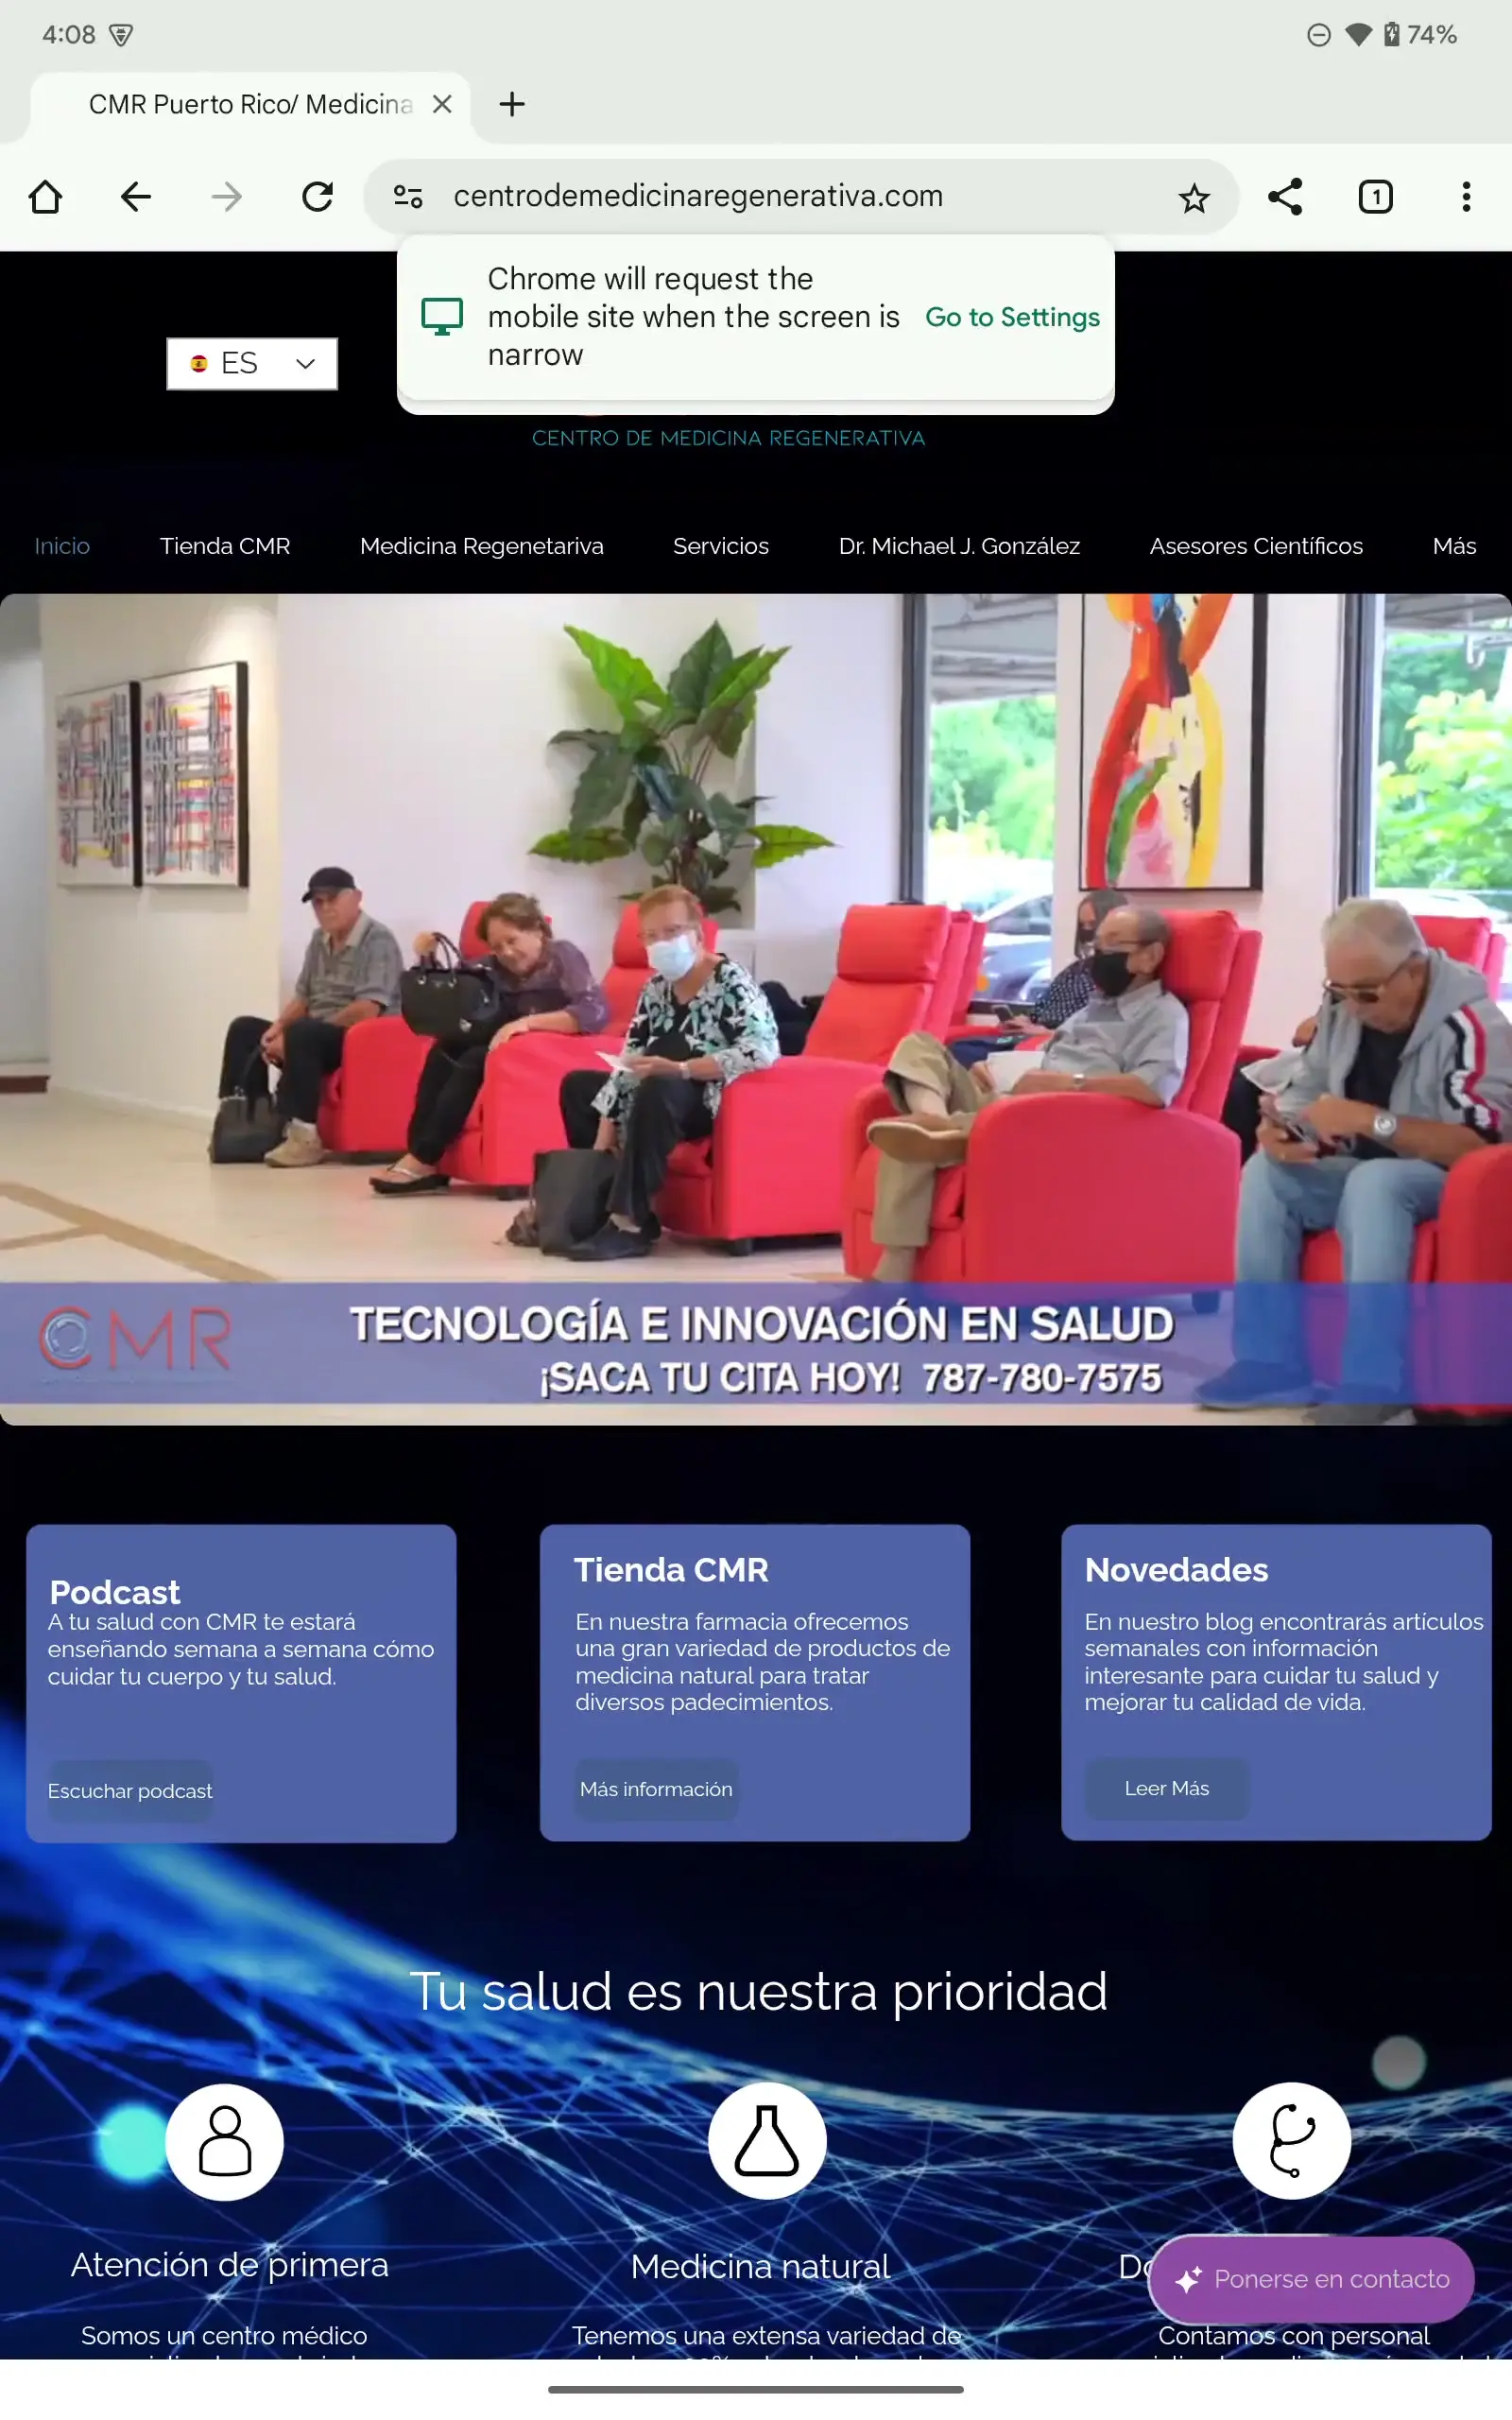 4:08
74%
CMR Puerto Rico/ Medicina
centrodemedicinaregenerativa.com
1
Chrome will request the
mobile site when the screen is
narrow
Go to Settings
ES
CENTRO DE MEDICINA REGENERATIVA
Inicio
Tienda CMR
Medicina Regenetariva
Servicios
Dr. Michael J. González
Asesores Científicos
Más
CMR
TECNOLOGÍA E INNOVACIÓN EN SALUD
¡SACA TU CITA HOY! 787-780-7575
Podcast
A tu salud con CMR te estará
enseñando semana a semana cómo
cuidar tu cuerpo y tu salud.
Escuchar podcast
Tienda CMR
En nuestra farmacia ofrecemos
una gran variedad de productos de
medicina natural para tratar
diversos padecimientos.
Más información
Novedades
En nuestro blog encontrarás artículos
semanales con información
interesante para cuidar tu salud y
mejorar tu calidad de vida.
Leer Más
Tu salud es nuestra prioridad
Atención de primera
Somos un centro médico
Medicina natural
Tenemos una extensa variedad de
Ponerse en contacto
Contamos con personal